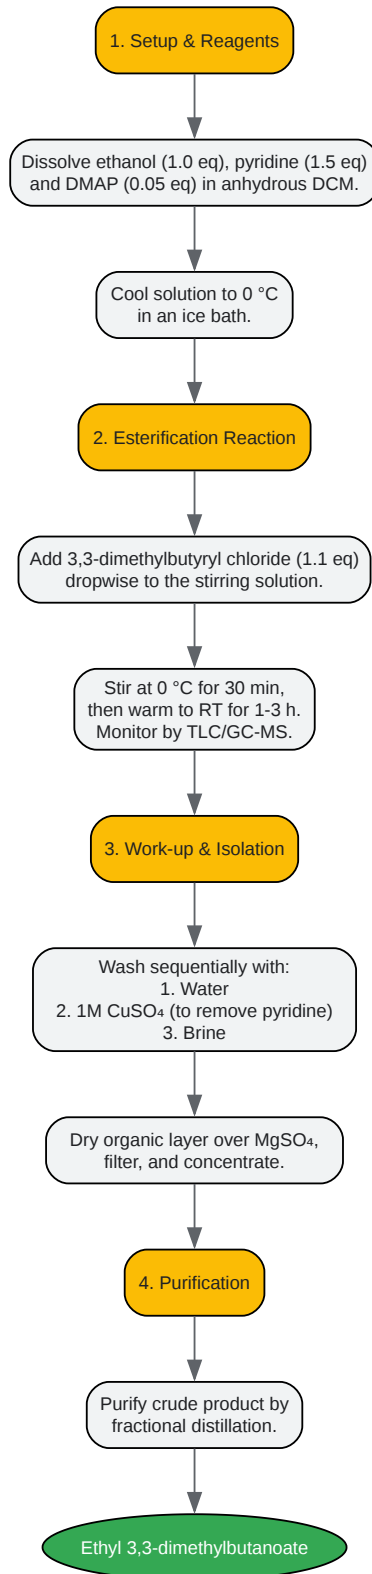 1. Setup & Reagents
Dissolve ethanol (1.0 eq), pyridine (1.5 eq)
and DMAP (0.05 eq) in anhydrous DCM.
Cool solution to 0 °C
in an ice bath.
2. Esterification Reaction
Add 3,3-dimethylbutyryl chloride (1.1 eq)
dropwise to the stirring solution.
Stir at 0 °C for 30 min,
then warm to RT for 1-3 h.
Monitor by TLC/GC-MS.
3. Work-up & Isolation
Wash sequentially with:
1. Water
2. 1M CuSO₄ (to remove pyridine)
3. Brine
Dry organic layer over MgSO₄,
filter, and concentrate.
4. Purification
Purify crude product by
fractional distillation.
Ethyl 3,3-dimethylbutanoate